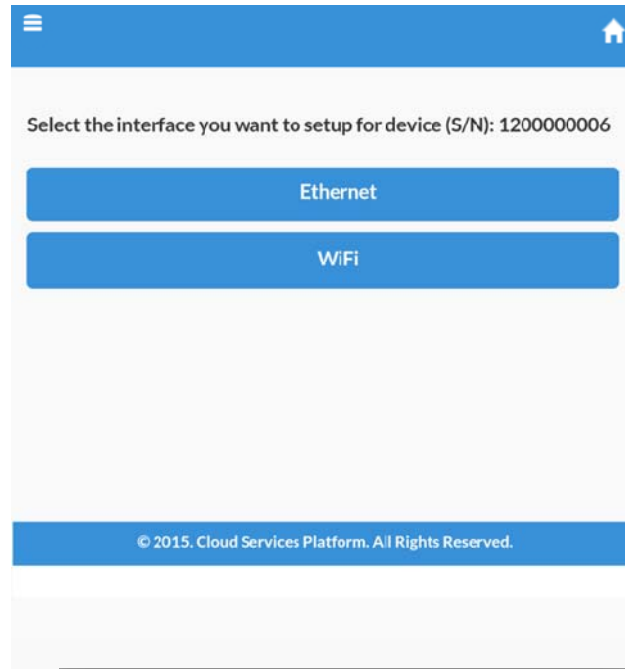 Select the interface you want to setup for device (S/N): 1200000006
Ethernet
WiFi
© 2015. Cloud Services Platform. All Rights Reserved.